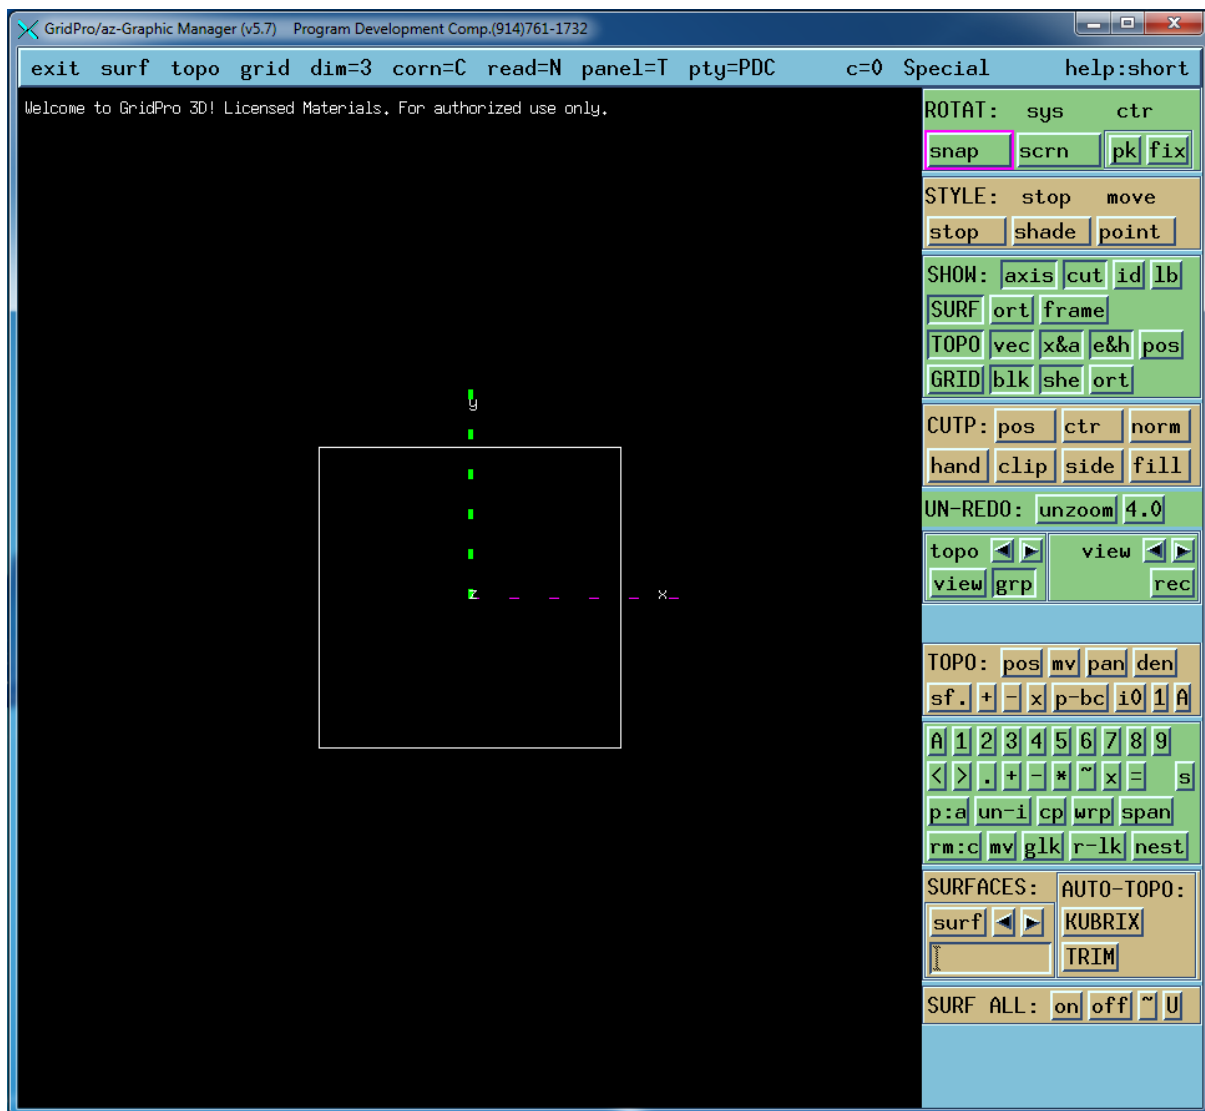 GridPro/az-Graphic Manager (v5.7) Program Development Comp.(914)761-1732
exit surf topo grid dim=3 corn=C read=N panel=T pty=PDC c=0 Special help:short
Welcome to GridPro 3D! Licensed Materials. For authorized use only.
y
z x
ROTAT: sys ctr
snap scrn pk fix
STYLE: stop move
stop shade point
SHOW: axis cut id lb
SURF ort frame
TOPO vec x&a e&h pos
GRID blk she ort
CUTP: pos ctr norm
hand clip side fill
UN-REDO: unzoom 4.0
topo view
view grp rec
TOPO: pos mv pan den
sf. + - x p-bc i0 1 A
A 1 2 3 4 5 6 7 8 9
< > . + - * ~ x = s
p:a un-i cp wrp span
rm:c mv glk r-lk nest
SURFACES: AUTO-TOPO:
surf KUBRIX
TRIM
SURF ALL: on off ~ U